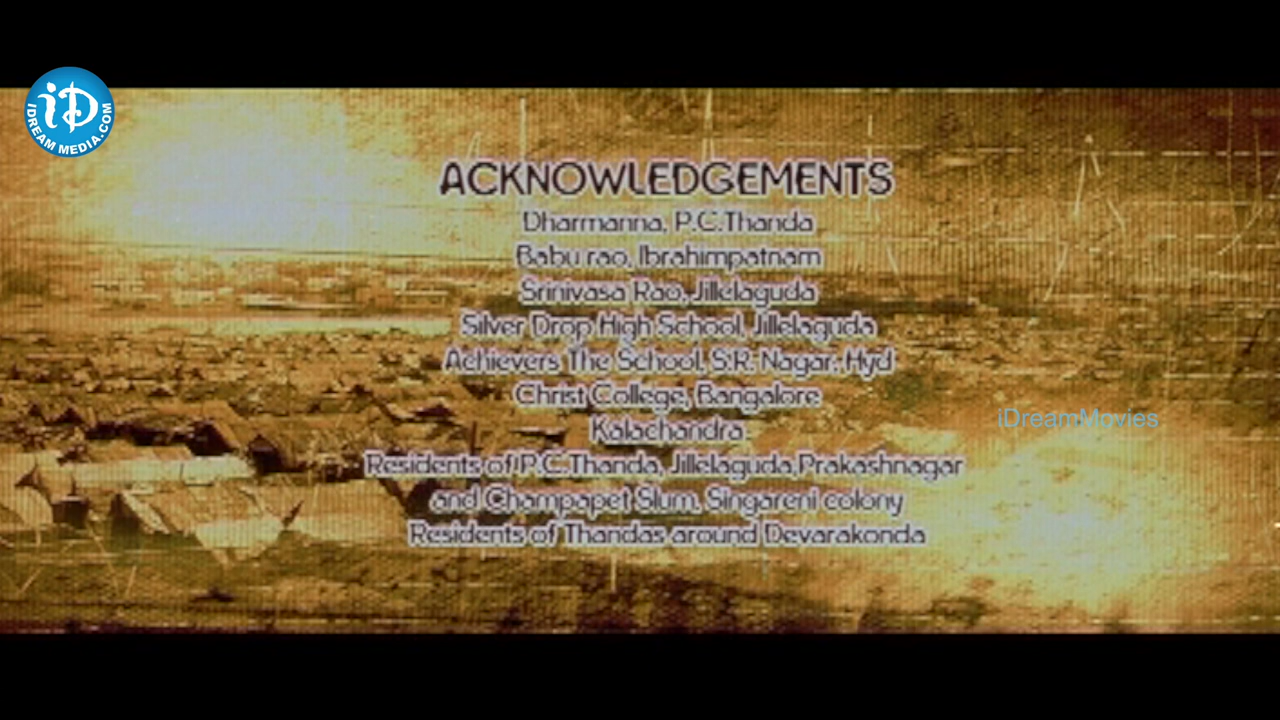 iD
IDREAM MEDIA.COM
ACKNOWLEDGEMENTS
Dharmanna, P.C.Thanda
Babu rao, Ibrahimpatnam
Srinivasa Rao, Jillelaguda
Silver Drop High School, Jillelaguda
Achievers The School, S.R. Nagar, Hyd
Christ College, Bangalore
iDreamMovies
Kalachandra
Residents of P.C.Thanda, Jillelaguda,Prakashnagar
and Champapet Slum, Singareni colony
Residents of Thandas around Devarakonda